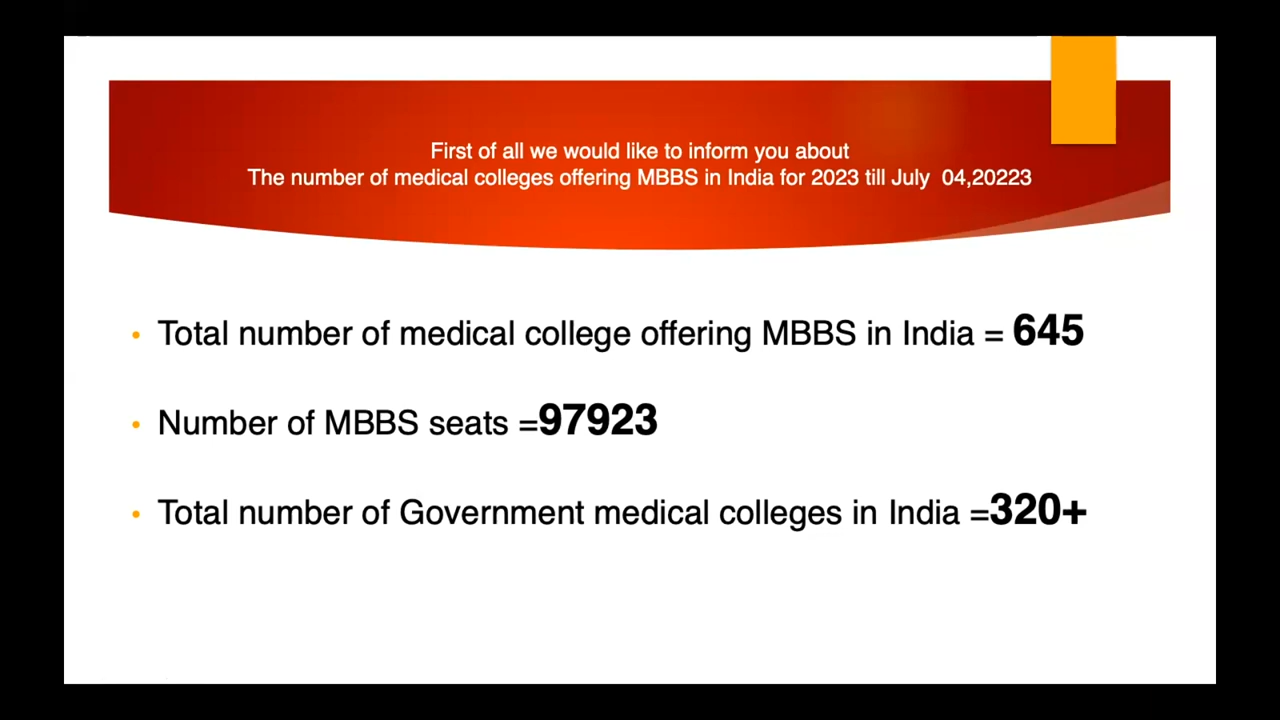 First of all we would like to inform you about
The number of medical colleges offering MBBS in India for 2023 till July 04,20223
• Total number of medical college offering MBBS in India = 645
• Number of MBBS seats =97923
• Total number of Government medical colleges in India =320+